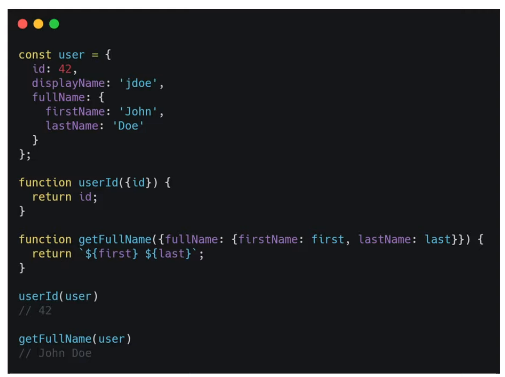 const user = {
  id: 42,
  displayName: 'jdoe',
  fullName: {
    firstName: 'John',
    lastName: 'Doe'
  }
};

function userId({id}) {
  return id;
}

function getFullName({fullName: {firstName: first, lastName: last}}) {
  return `${first} ${last}`;
}

userId(user)
// 42

getFullName(user)
// John Doe